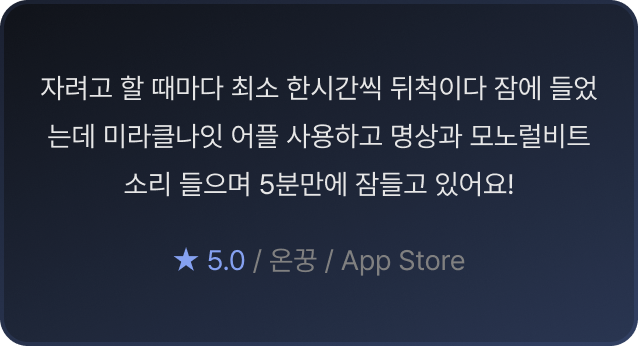 자려고 할 때마다 최소 한시간씩 뒤척이다 잠에 들었
는데 미라클나잇 어플 사용하고 명상과 모노럴비트
소리 들으며 5분만에 잠들고 있어요!
★ 5.0 / 온꿍 / App Store